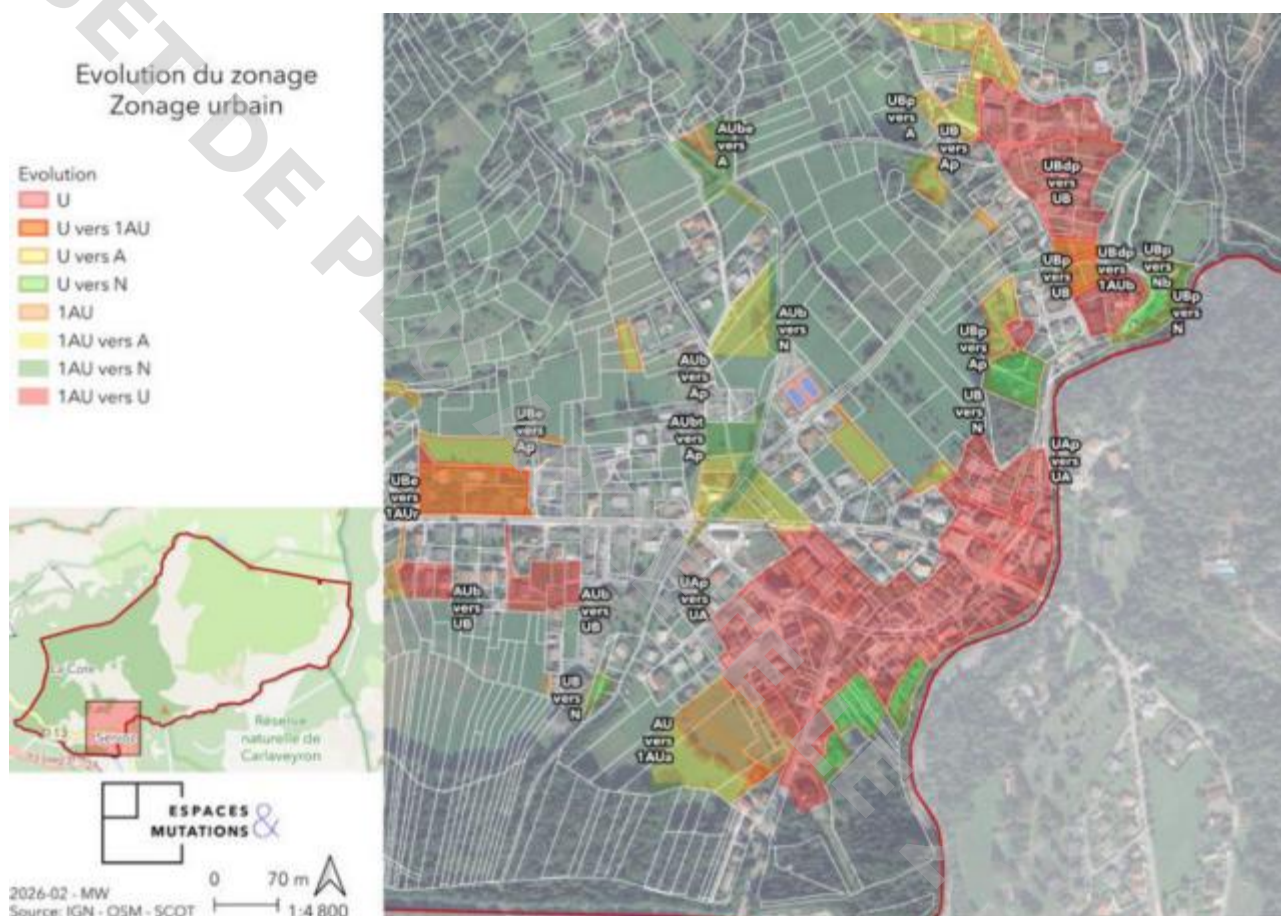 Evolution du zonage
Zonage urbain
Evolution
U
U vers 1AU
U vers A
U vers N
1AU
1AU vers A
1AU vers N
1AU vers U
La Côte
Servoz
Réserve
naturelle de
Carlaveyron
ESPACES
& MUTATIONS
2026-02 - MW
Source: IGN - OSM - SCOT
0 70 m
1:4 800
AUbe
vers
A
UBp
vers
A
UB
vers
Ap
UBdp
vers
UB
UBp
vers
UB
UBdp
vers
1AUb
UBp
vers
Nb
UBp
vers
N
AUb
vers
N
UBp
vers
Ap
AUb
vers
Ap
UB
vers
N
UBe
vers
Ap
AUbt
vers
Ap
UAp
vers
UA
UBe
vers
1AUr
AUb
vers
UB
AUb
vers
UB
UAp
vers
UA
UB
vers
N
AU
vers
1AUa